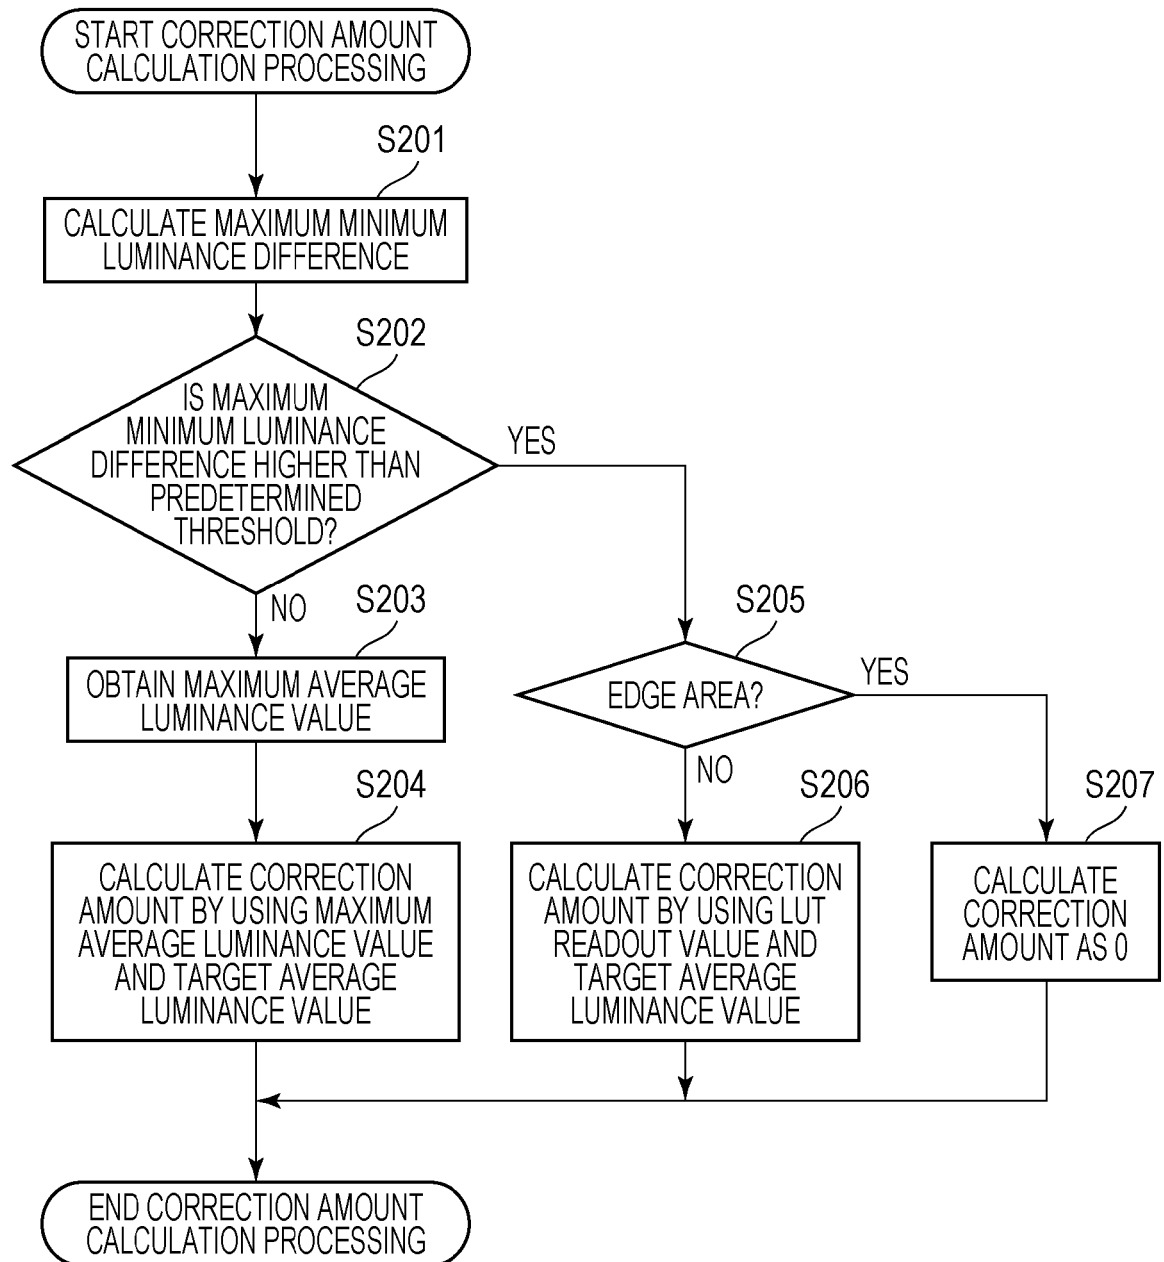 START CORRECTION AMOUNT
CALCULATION PROCESSING
S201
CALCULATE MAXIMUM MINIMUM
LUMINANCE DIFFERENCE
S202
IS MAXIMUM
MINIMUM LUMINANCE
DIFFERENCE HIGHER THAN
PREDETERMINED
THRESHOLD?
YES
NO
S203
OBTAIN MAXIMUM AVERAGE
LUMINANCE VALUE
S205
EDGE AREA?
YES
NO
S204
CALCULATE CORRECTION
AMOUNT BY USING MAXIMUM
AVERAGE LUMINANCE VALUE
AND TARGET AVERAGE
LUMINANCE VALUE
S206
CALCULATE CORRECTION
AMOUNT BY USING LUT
READOUT VALUE AND
TARGET AVERAGE
LUMINANCE VALUE
S207
CALCULATE
CORRECTION
AMOUNT AS 0
END CORRECTION AMOUNT
CALCULATION PROCESSING